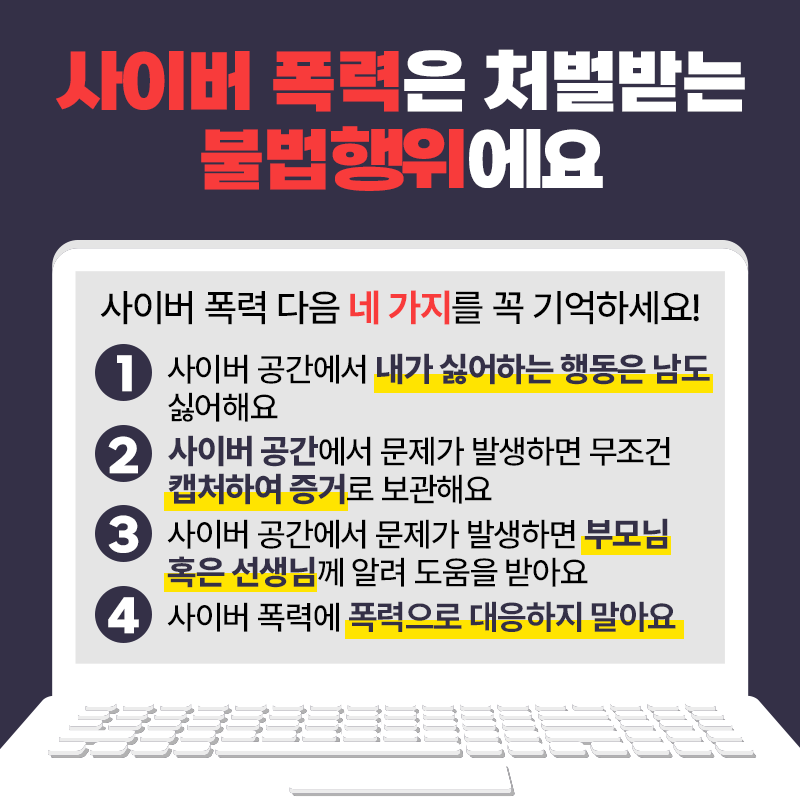 사이버 폭력은 처벌받는
불법행위에요
사이버 폭력 다음 네 가지를 꼭 기억하세요!
1 사이버 공간에서 내가 싫어하는 행동은 남도
싫어해요
2 사이버 공간에서 문제가 발생하면 무조건
캡처하여 증거로 보관해요
3 사이버 공간에서 문제가 발생하면 부모님
혹은 선생님께 알려 도움을 받아요
4 사이버 폭력에 폭력으로 대응하지 말아요